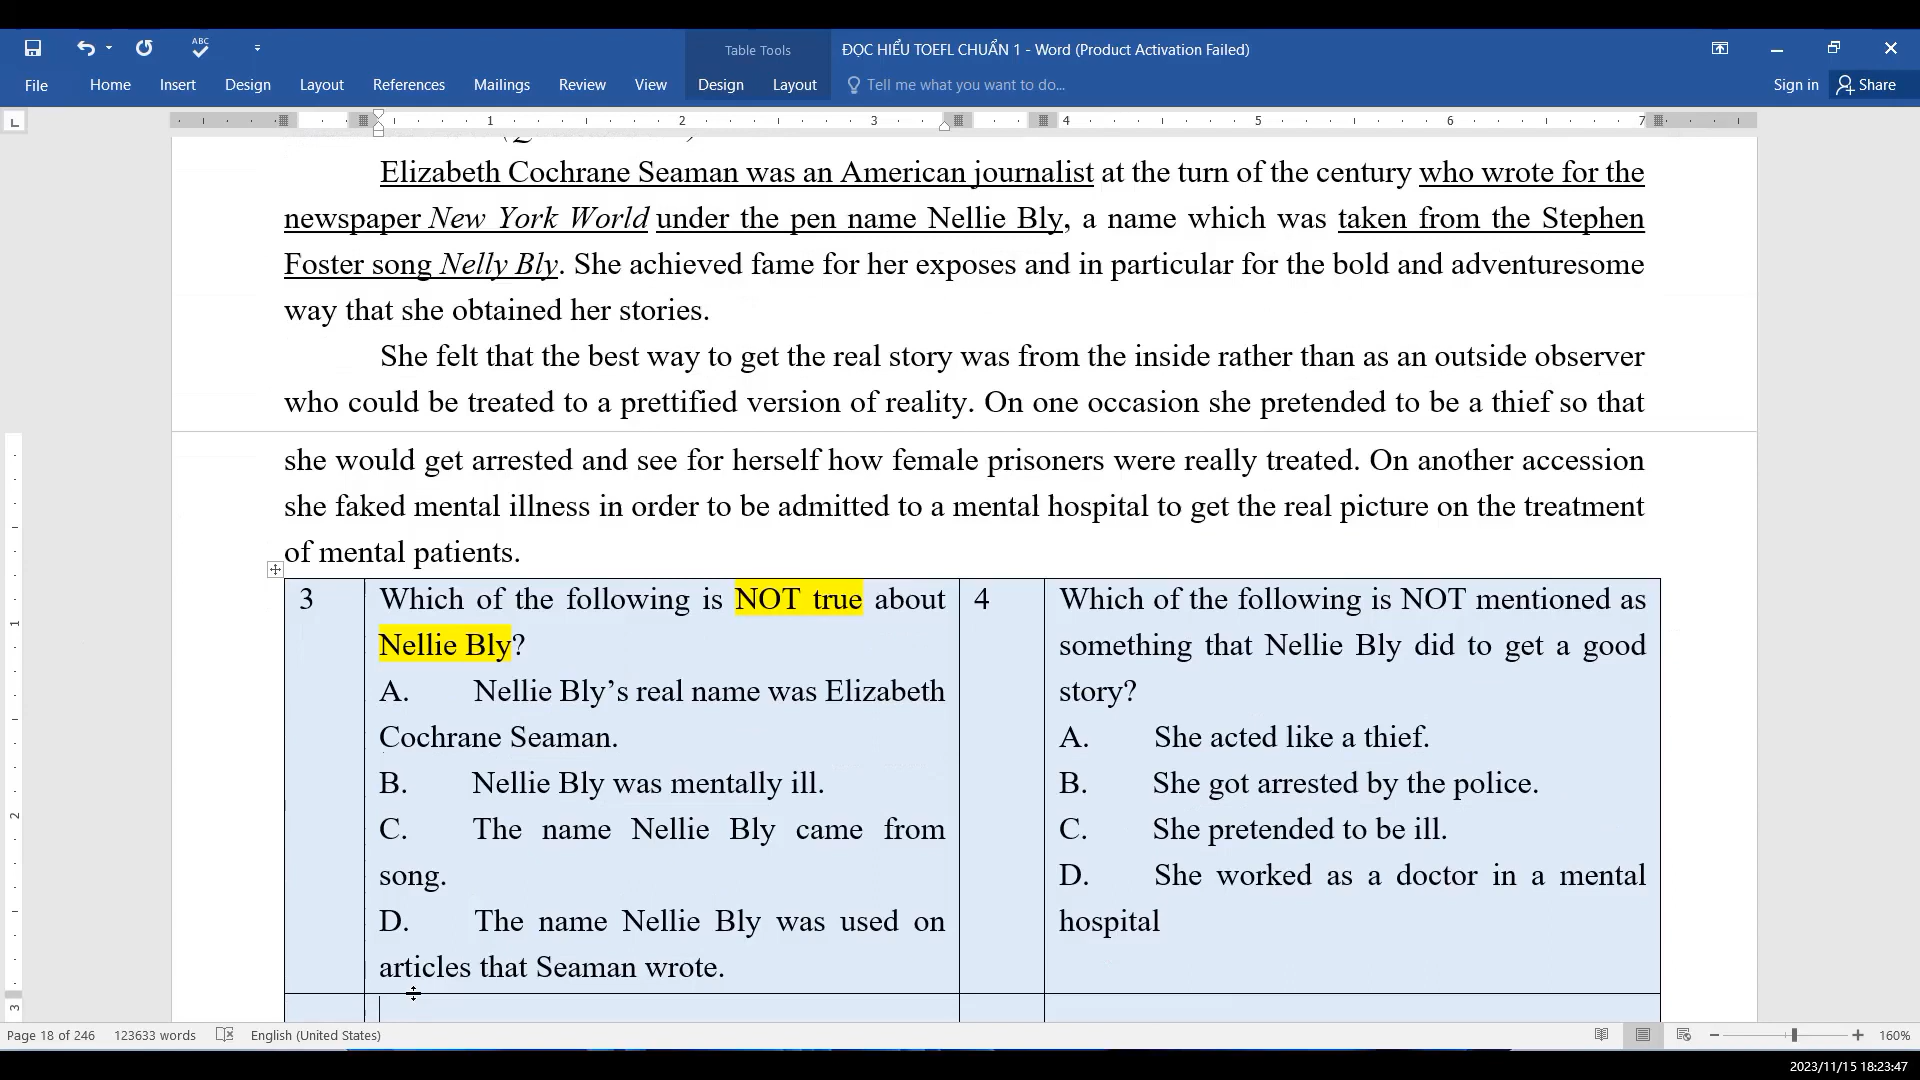 ABC
Table Tools
ĐỌC HIỂU TOEFL CHUẨN 1 - Word (Product Activation Failed)
File Home Insert Design Layout References Mailings Review View Design Layout Tell me what you want to do... Sign in Share
L 1 2 3 4 5 6 7
Elizabeth Cochrane Seaman was an American journalist at the turn of the century who wrote for the
newspaper New York World under the pen name Nellie Bly, a name which was taken from the Stephen
Foster song Nelly Bly. She achieved fame for her exposes and in particular for the bold and adventuresome
way that she obtained her stories.
She felt that the best way to get the real story was from the inside rather than as an outside observer
who could be treated to a prettified version of reality. On one occasion she pretended to be a thief so that
she would get arrested and see for herself how female prisoners were really treated. On another accession
she faked mental illness in order to be admitted to a mental hospital to get the real picture on the treatment
of mental patients.
3 Which of the following is NOT true about
Nellie Bly?
A. Nellie Bly’s real name was Elizabeth
Cochrane Seaman.
B. Nellie Bly was mentally ill.
C. The name Nellie Bly came from
song.
D. The name Nellie Bly was used on
articles that Seaman wrote.
4 Which of the following is NOT mentioned as
something that Nellie Bly did to get a good
story?
A. She acted like a thief.
B. She got arrested by the police.
C. She pretended to be ill.
D. She worked as a doctor in a mental
hospital
1
2
3
Page 18 of 246 123633 words English (United States) 160%
2023/11/15 18:23:47